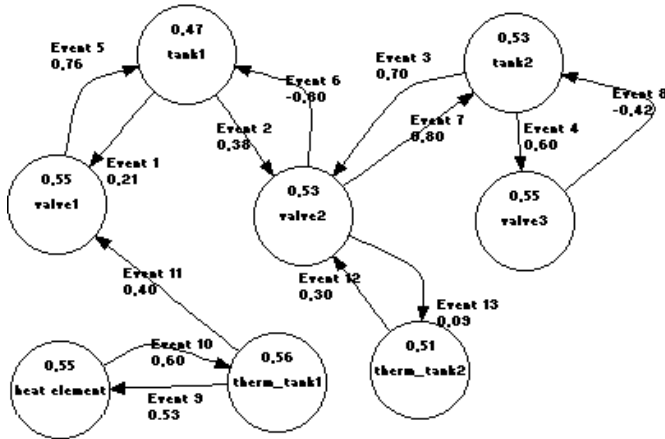 Event 5
0,76
0,47
tank1
Event 3
0,70
0,53
tank2
Event 6
-0,60
Event 8
-0,42
Event 2
0,38
Event 7
0,80
Event 4
0,60
Event 1
0,21
0,55
valve1
0,53
valve2
0,55
valve3
Event 11
0,40
Event 12
0,30
Event 13
0,09
Event 10
0,60
0,55
heat element
0,56
therm_tank1
0,51
therm_tank2
Event 9
0.53